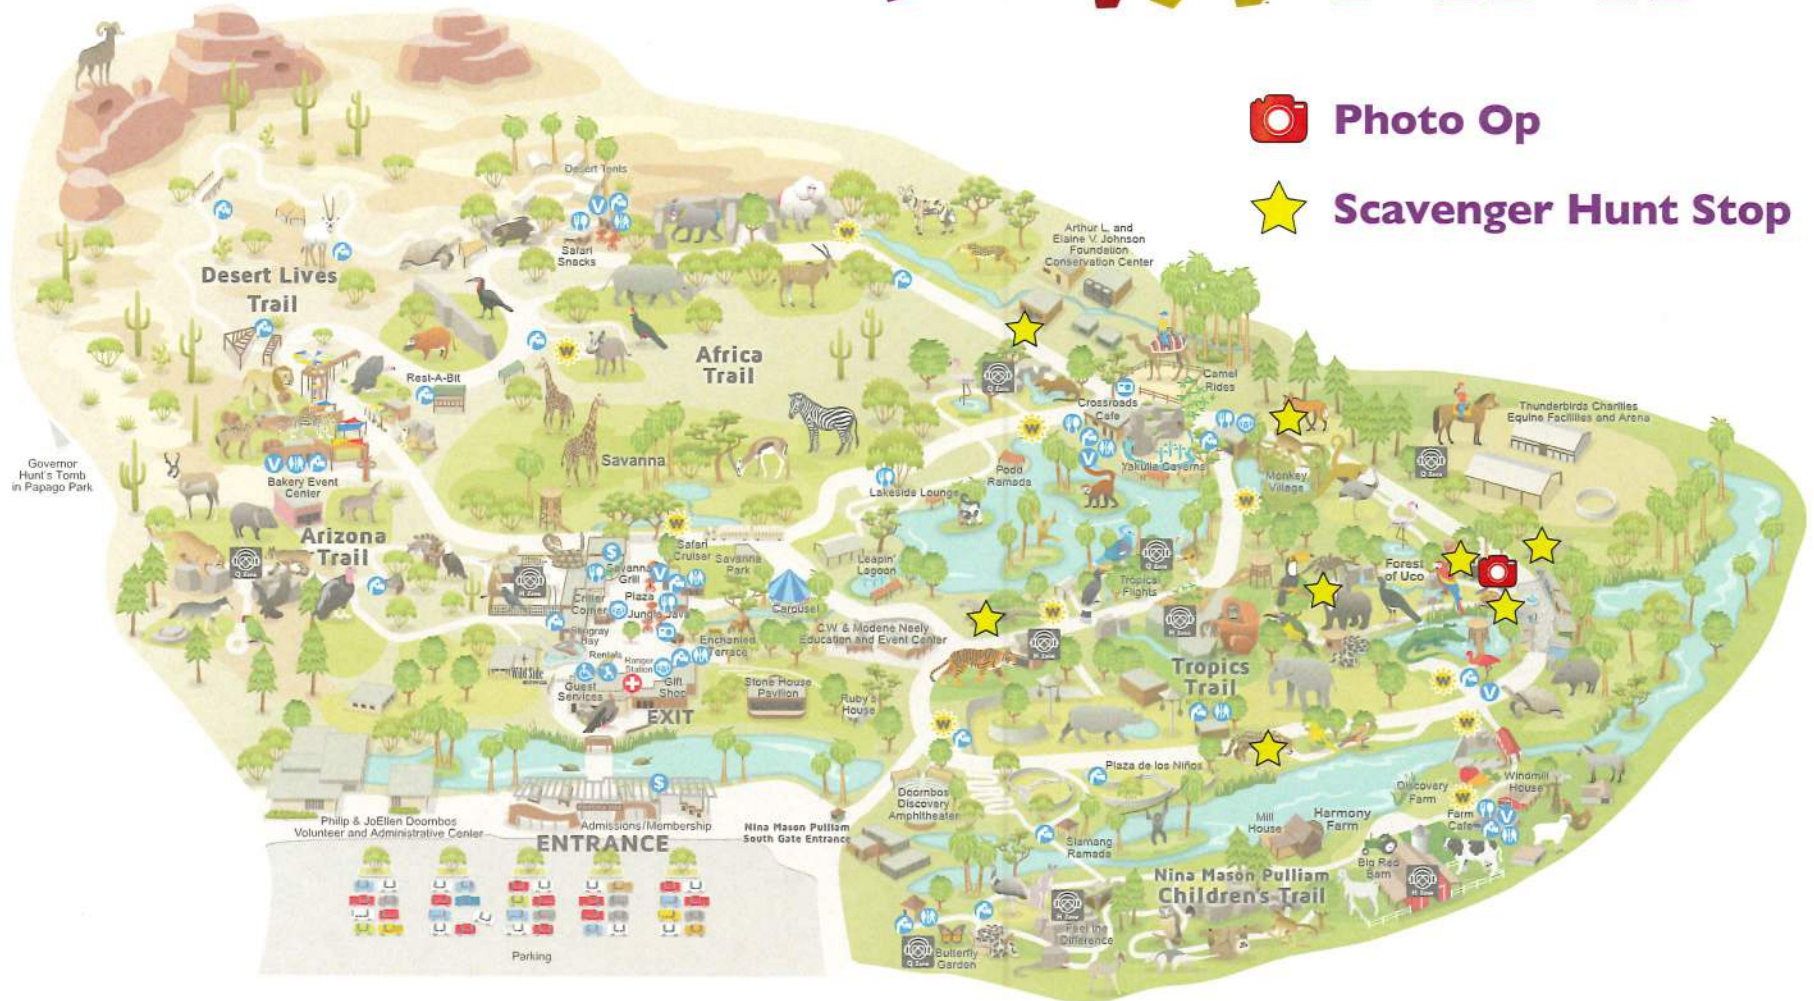 Photo Op
Scavenger Hunt Stop
Desert Tents
Safari
Snacks
Arthur L. and
Elaine V. Johnson
Foundation
Conservation Center
Desert Lives
Trail
Africa
Trail
Rest-A-Bit
Camel
Rides
Crossroads
Cafe
Thunderbirds Charities
Equine Facilities and Arena
Governor
Hunt's Tomb
in Papago Park
Bakery Event
Center
Savanna
Podd
Ramada
Yakulla Caverns
Monkey
Village
Lakeside Lounge
Arizona
Trail
Safari
Cruiser
Savanna
Park
Savanna
Grill
Leapin'
Lagoon
Tropical
Flights
Forest
of Uco
Critter
Corner
Plaza
Jungle Java
Carousel
C.W. & Modene Neely
Education and Event Center
Stingray
Bay
Enchanted
Terrace
Rentals
Ranger
Station
Wild Side
Guest
Services
Gift
Shop
Stone House
Pavilion
Ruby's
House
Tropics
Trail
EXIT
Plaza de los Niños
Doornbos
Discovery
Amphitheater
Discovery
Farm
Windmill
House
Philip & JoEllen Doornbos
Volunteer and Administrative Center
Admissions/Membership
Nina Mason Pulliam
South Gate Entrance
ENTRANCE
Mill
House
Harmony
Farm
Farm
Cafe
Siamang
Ramada
Big Red
Barn
Nina Mason Pulliam
Children's Trail
Feel the
Difference
Butterfly
Garden
Parking